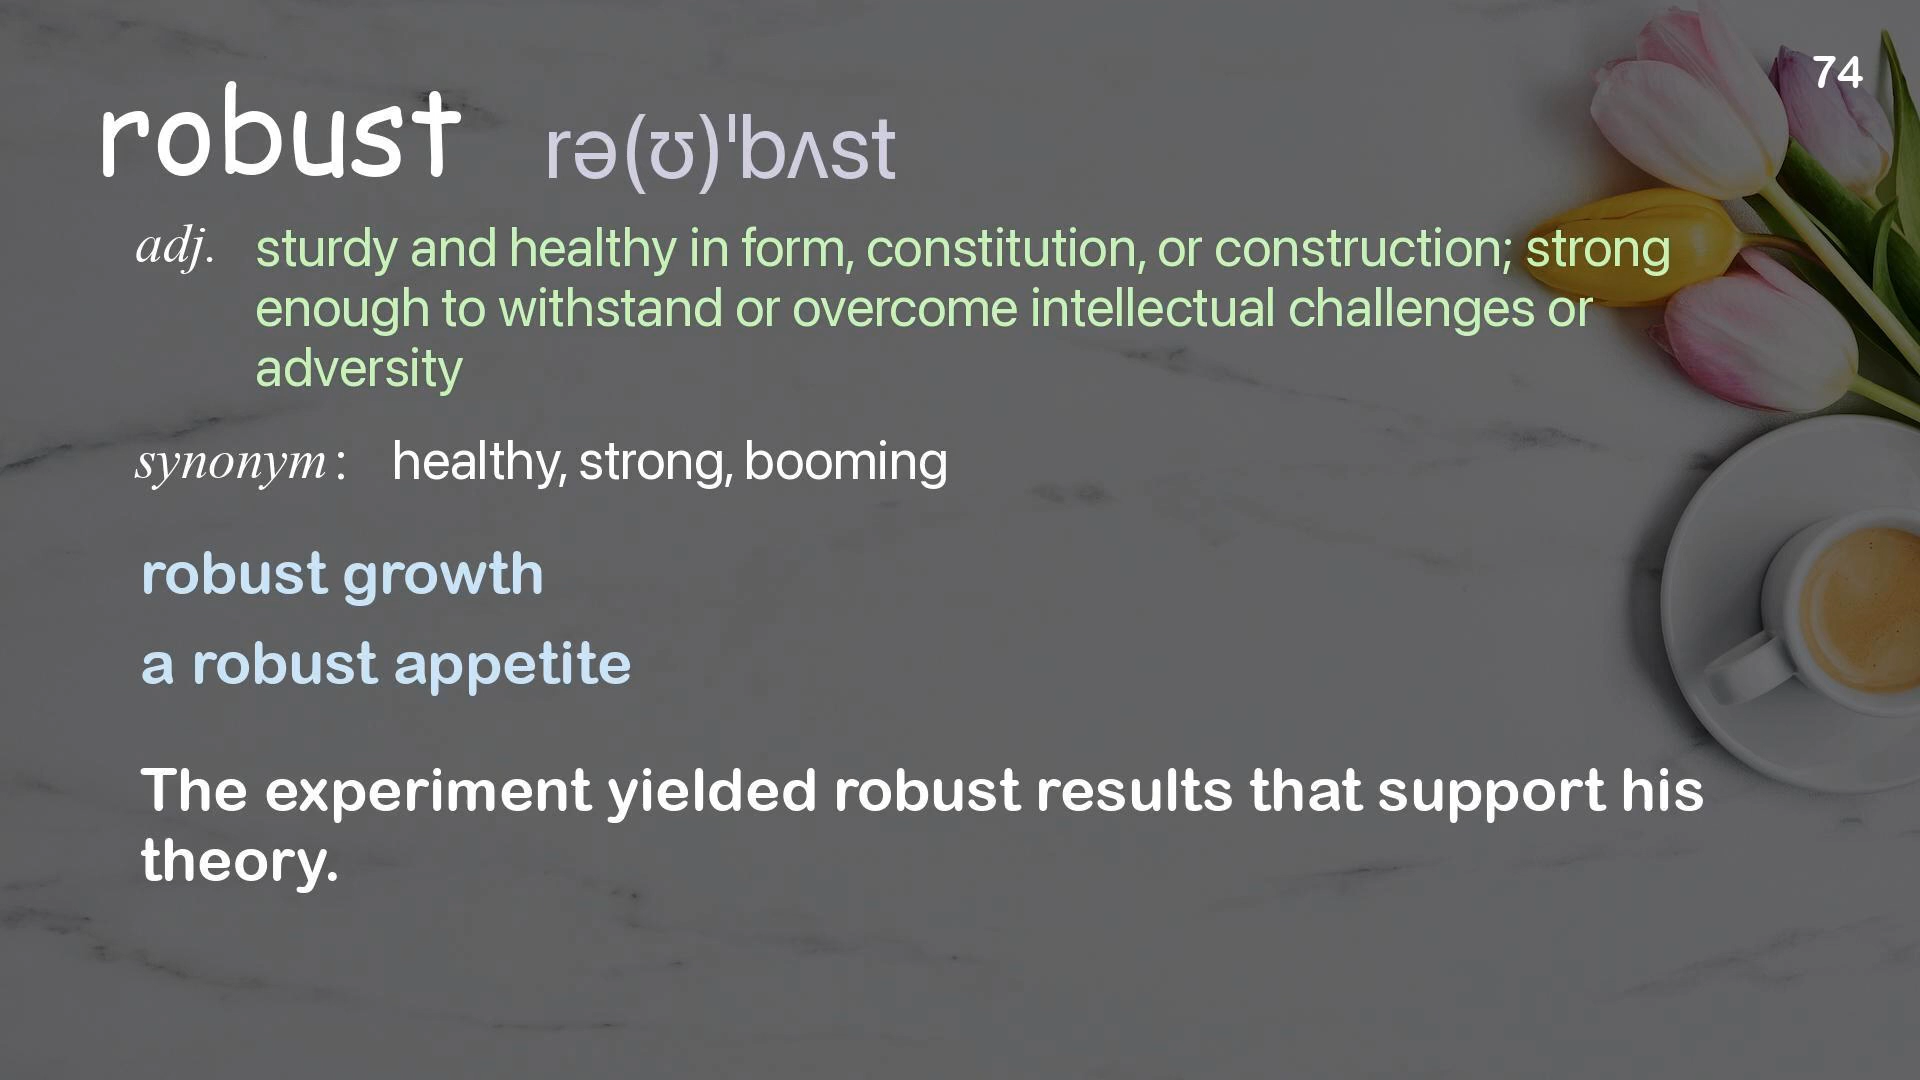 74
robust rə(ʊ)ˈbʌst
adj. sturdy and healthy in form, constitution, or construction; strong
enough to withstand or overcome intellectual challenges or
adversity
synonym: healthy, strong, booming
robust growth
a robust appetite
The experiment yielded robust results that support his
theory.